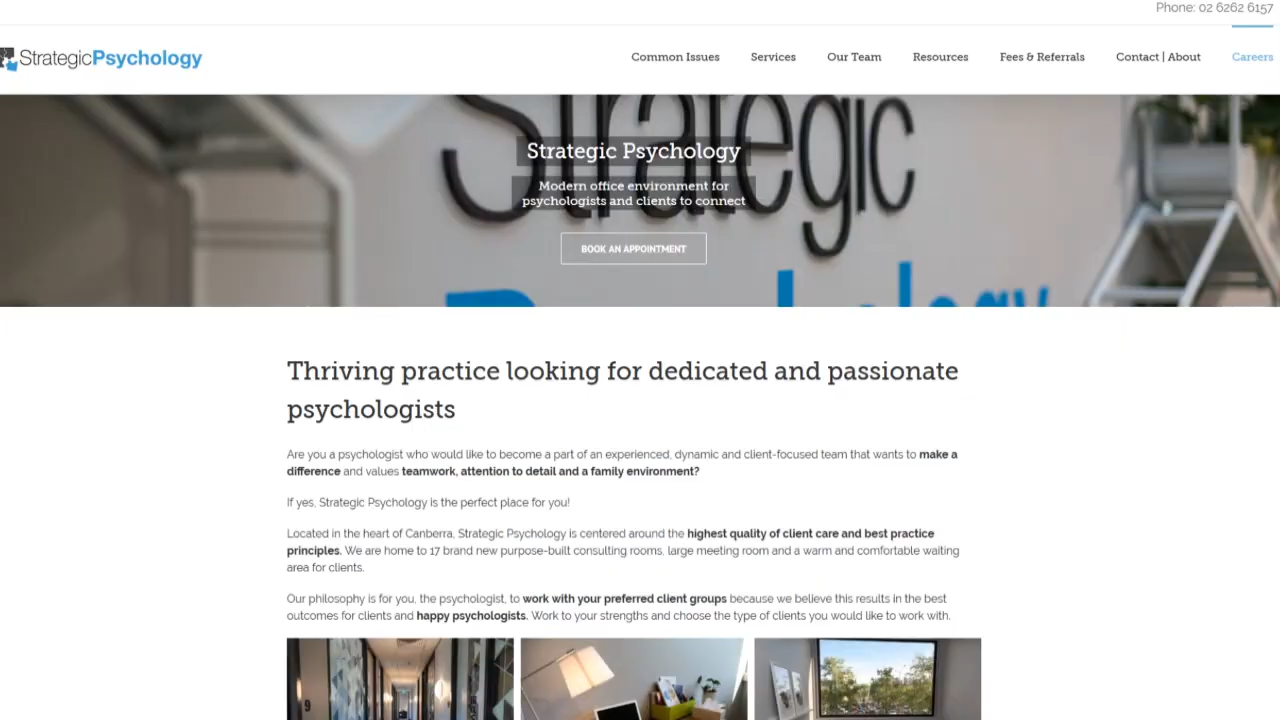 Phone: 02 6262 6157
StrategicPsychology
Common Issues
Services
Our Team
Resources
Fees & Referrals
Contact | About
Careers
Strategic
Strategic Psychology
Modern office environment for
psychologists and clients to connect
BOOK AN APPOINTMENT
Psychology
Thriving practice looking for dedicated and passionate
psychologists
Are you a psychologist who would like to become a part of an experienced, dynamic and client-focused team that wants to make a
difference and values teamwork, attention to detail and a family environment?
If yes, Strategic Psychology is the perfect place for you!
Located in the heart of Canberra, Strategic Psychology is centered around the highest quality of client care and best practice
principles. We are home to 17 brand new purpose-built consulting rooms, large meeting room and a warm and comfortable waiting
area for clients.
Our philosophy is for you, the psychologist, to work with your preferred client groups because we believe this results in the best
outcomes for clients and happy psychologists. Work to your strengths and choose the type of clients you would like to work with.
9